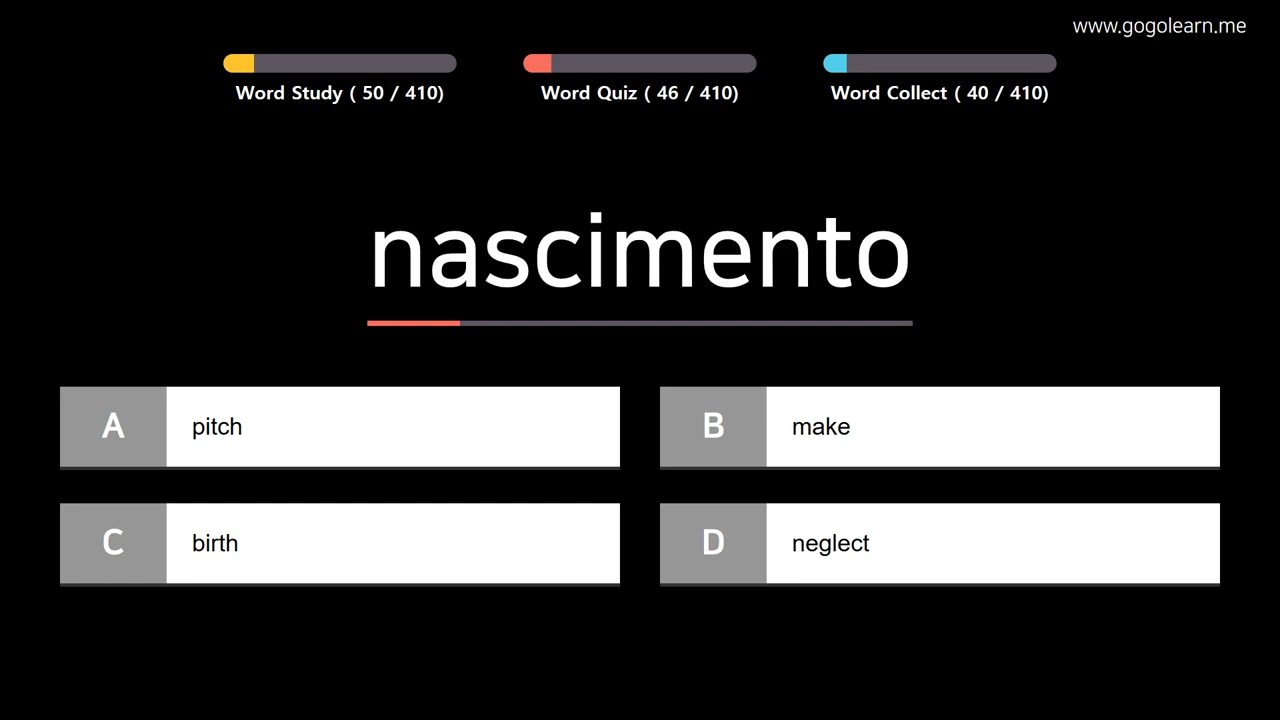 www.gogolearn.me
Word Study ( 50 / 410)
Word Quiz ( 46 / 410)
Word Collect ( 40 / 410)
nascimento
A pitch
B make
C birth
D neglect